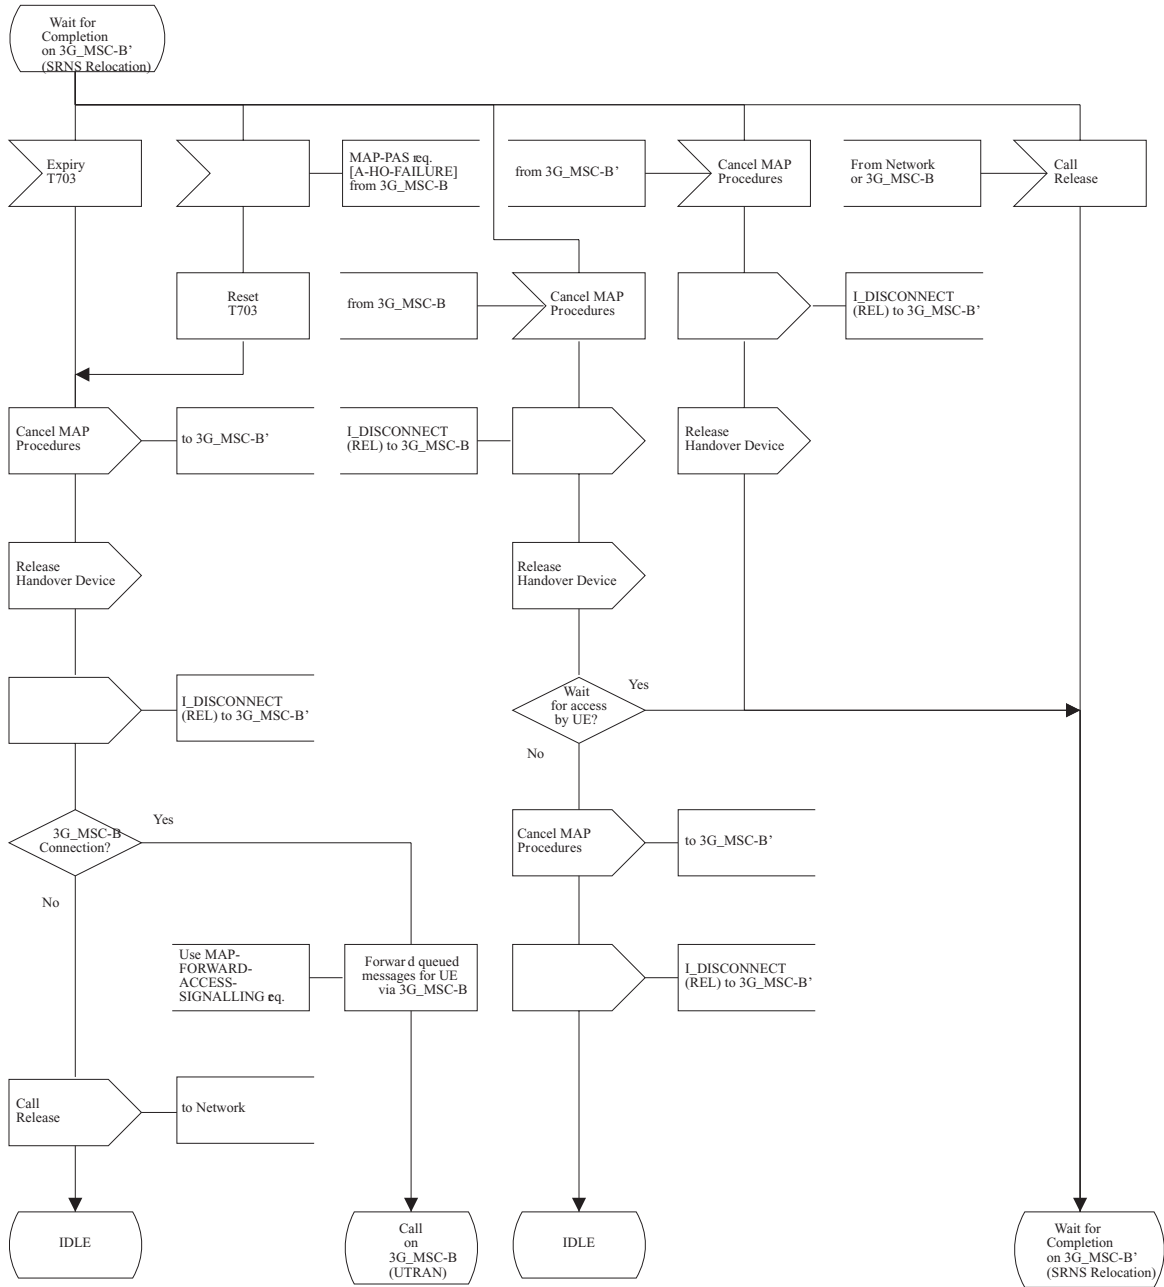 Wait for
Completion
on 3G_MSC-B’
(SRNS Relocation)
Expiry
T703
MAP-PAS req.
[A-HO-FAILURE]
from 3G_MSC-B
from 3G_MSC-B’
Cancel MAP
Procedures
From Network
or 3G_MSC-B
Call
Release
Reset
T703
from 3G_MSC-B
Cancel MAP
Procedures
I_DISCONNECT
(REL) to 3G_MSC-B’
Cancel MAP
Procedures
to 3G_MSC-B’
I_DISCONNECT
(REL) to 3G_MSC-B
Release
Handover Device
Release
Handover Device
Release
Handover Device
I_DISCONNECT
(REL) to 3G_MSC-B’
Wait
for access
by UE?
Yes
No
3G_MSC-B
Connection?
Yes
No
Cancel MAP
Procedures
to 3G_MSC-B’
Use MAP-
FORWARD-
ACCESS-
SIGNALLING req.
Forward queued
messages for UE
via 3G_MSC-B
I_DISCONNECT
(REL) to 3G_MSC-B’
Call
Release
to Network
IDLE
Call
on
3G_MSC-B
(UTRAN)
IDLE
Wait for
Completion
on 3G_MSC-B’
(SRNS Relocation)